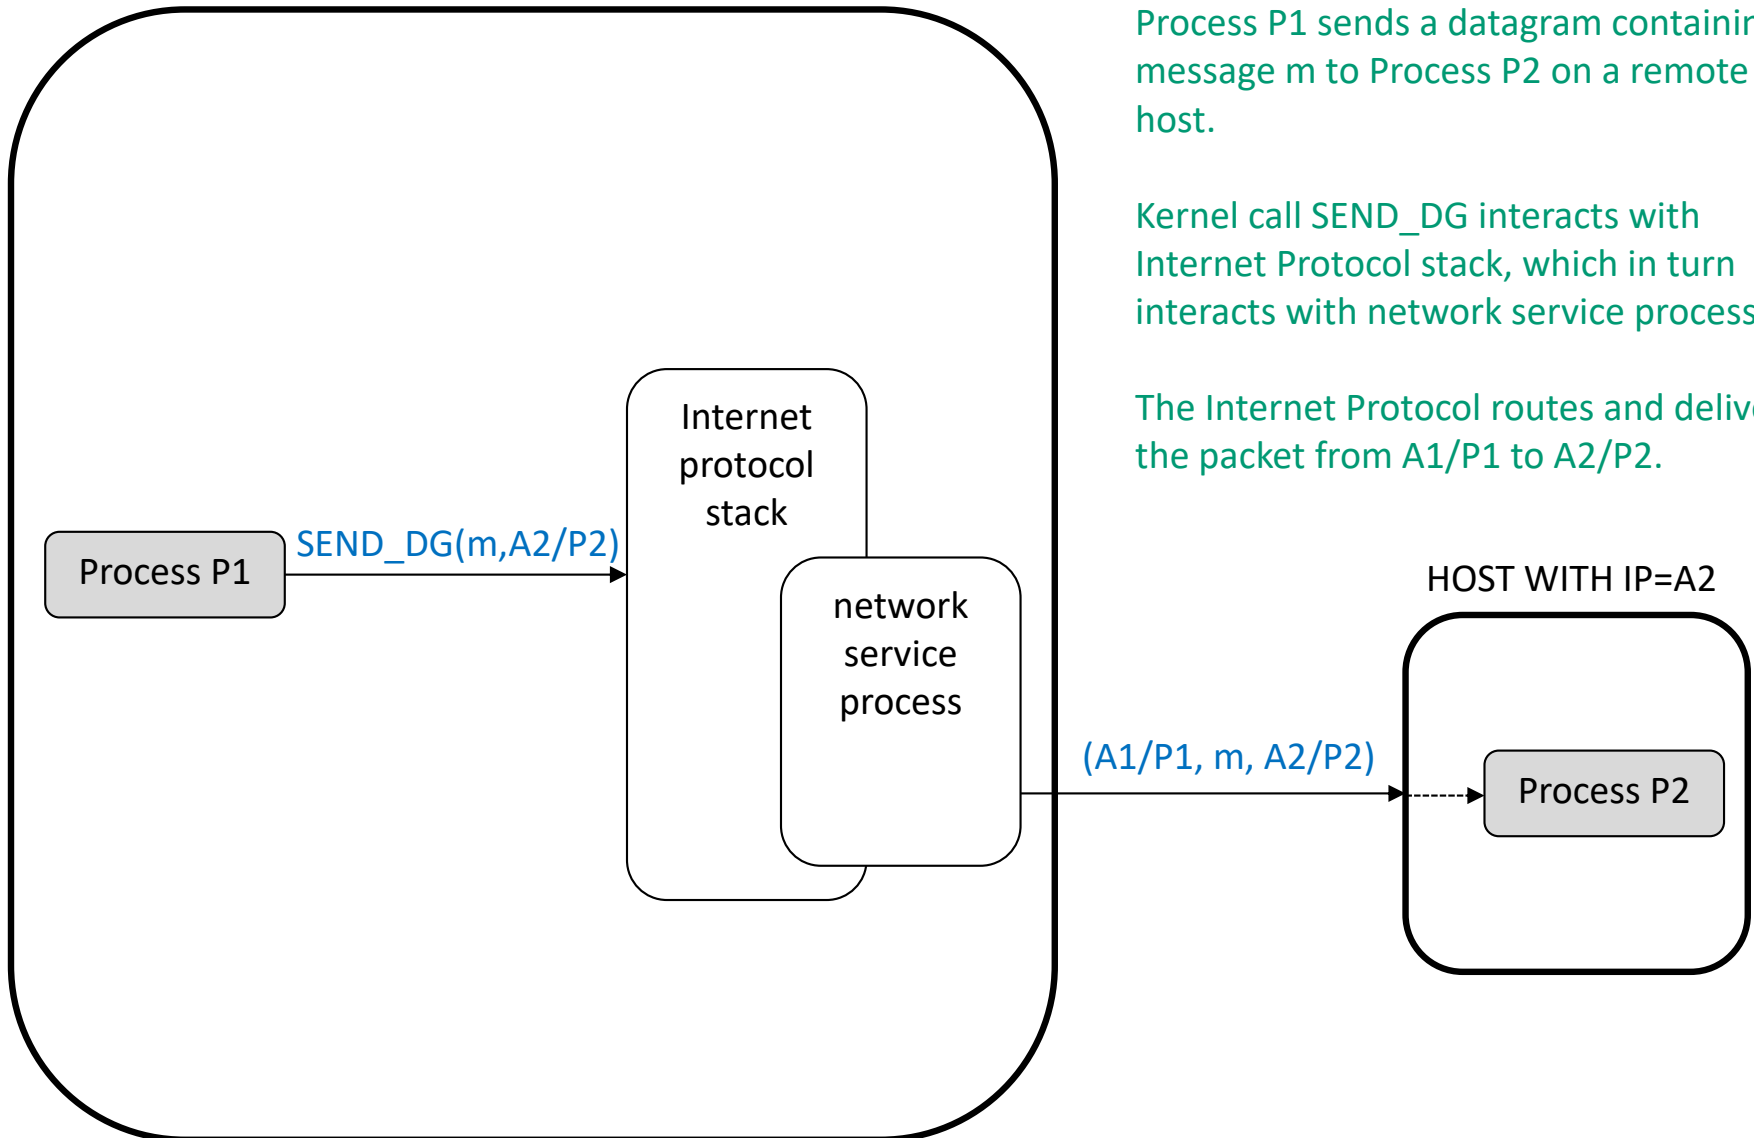 Process P1 sends a datagram
message m to Process P2 on a remote
host.
Kernel call SEND_DG interacts with
Internet Protocol stack, which in turn
interacts with network service process
The Internet Protocol routes and
the packet from A1/P1 to A2/P2.
Internet
protocol
stack
SEND_DG(m,A2/P2)
Process P1
network
service
process
HOST WITH IP=A2
(A1/P1, m, A2/P2)
Process P2